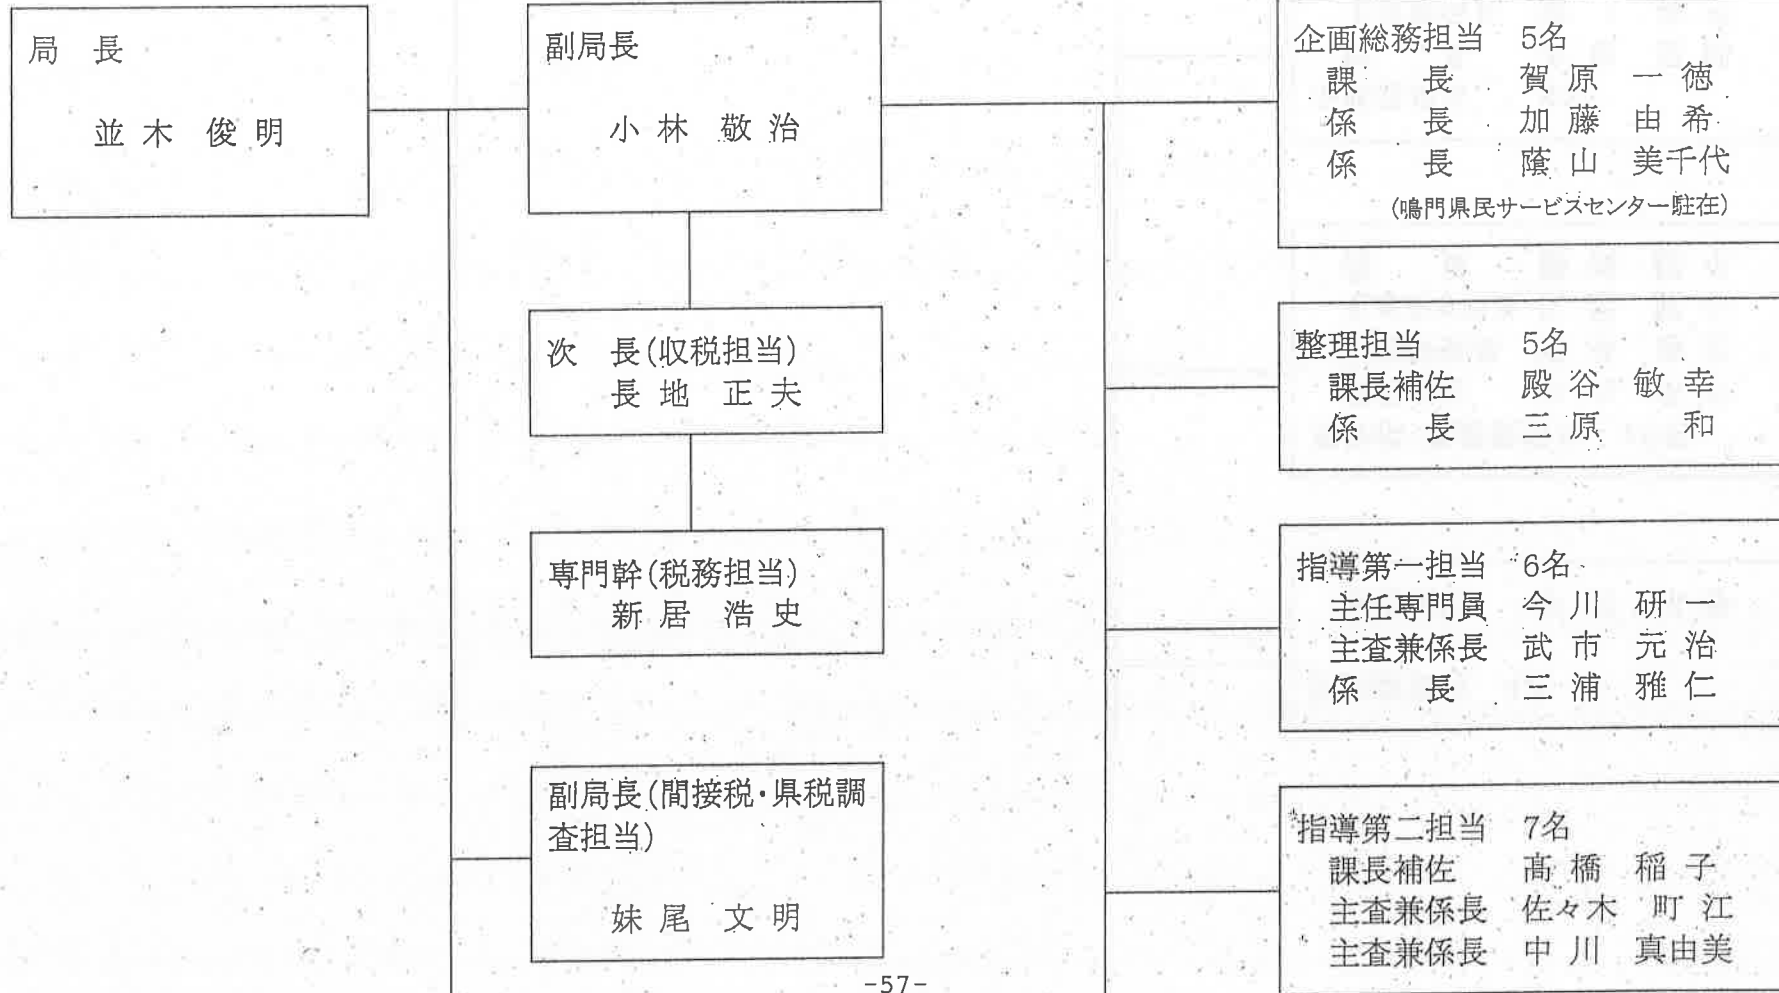 局 長
並 木 俊 明
副局長
小 林 敬 治
次 長(収税担当)
長 地 正 夫
専門幹(税務担当)
新 居 浩 史
副局長(間接税・県税調
査担当)
妹 尾 文 明
企画総務担当 5名
課 長 賀 原 一 徳
係 長 加 藤 由 希
係 長 蔭 山 美千代
(鳴門県民サービスセンター駐在)
整理担当 5名
課長補佐 殿 谷 敏 幸
係 長 三 原 和
指導第一担当 6名
主任専門員 今 川 研 一
主査兼係長 武 市 元 治
係 長 三 浦 雅 仁
指導第二担当 7名
課長補佐 髙 橋 稲 子
主査兼係長 佐々木 町 江
主査兼係長 中 川 真由美
-57-